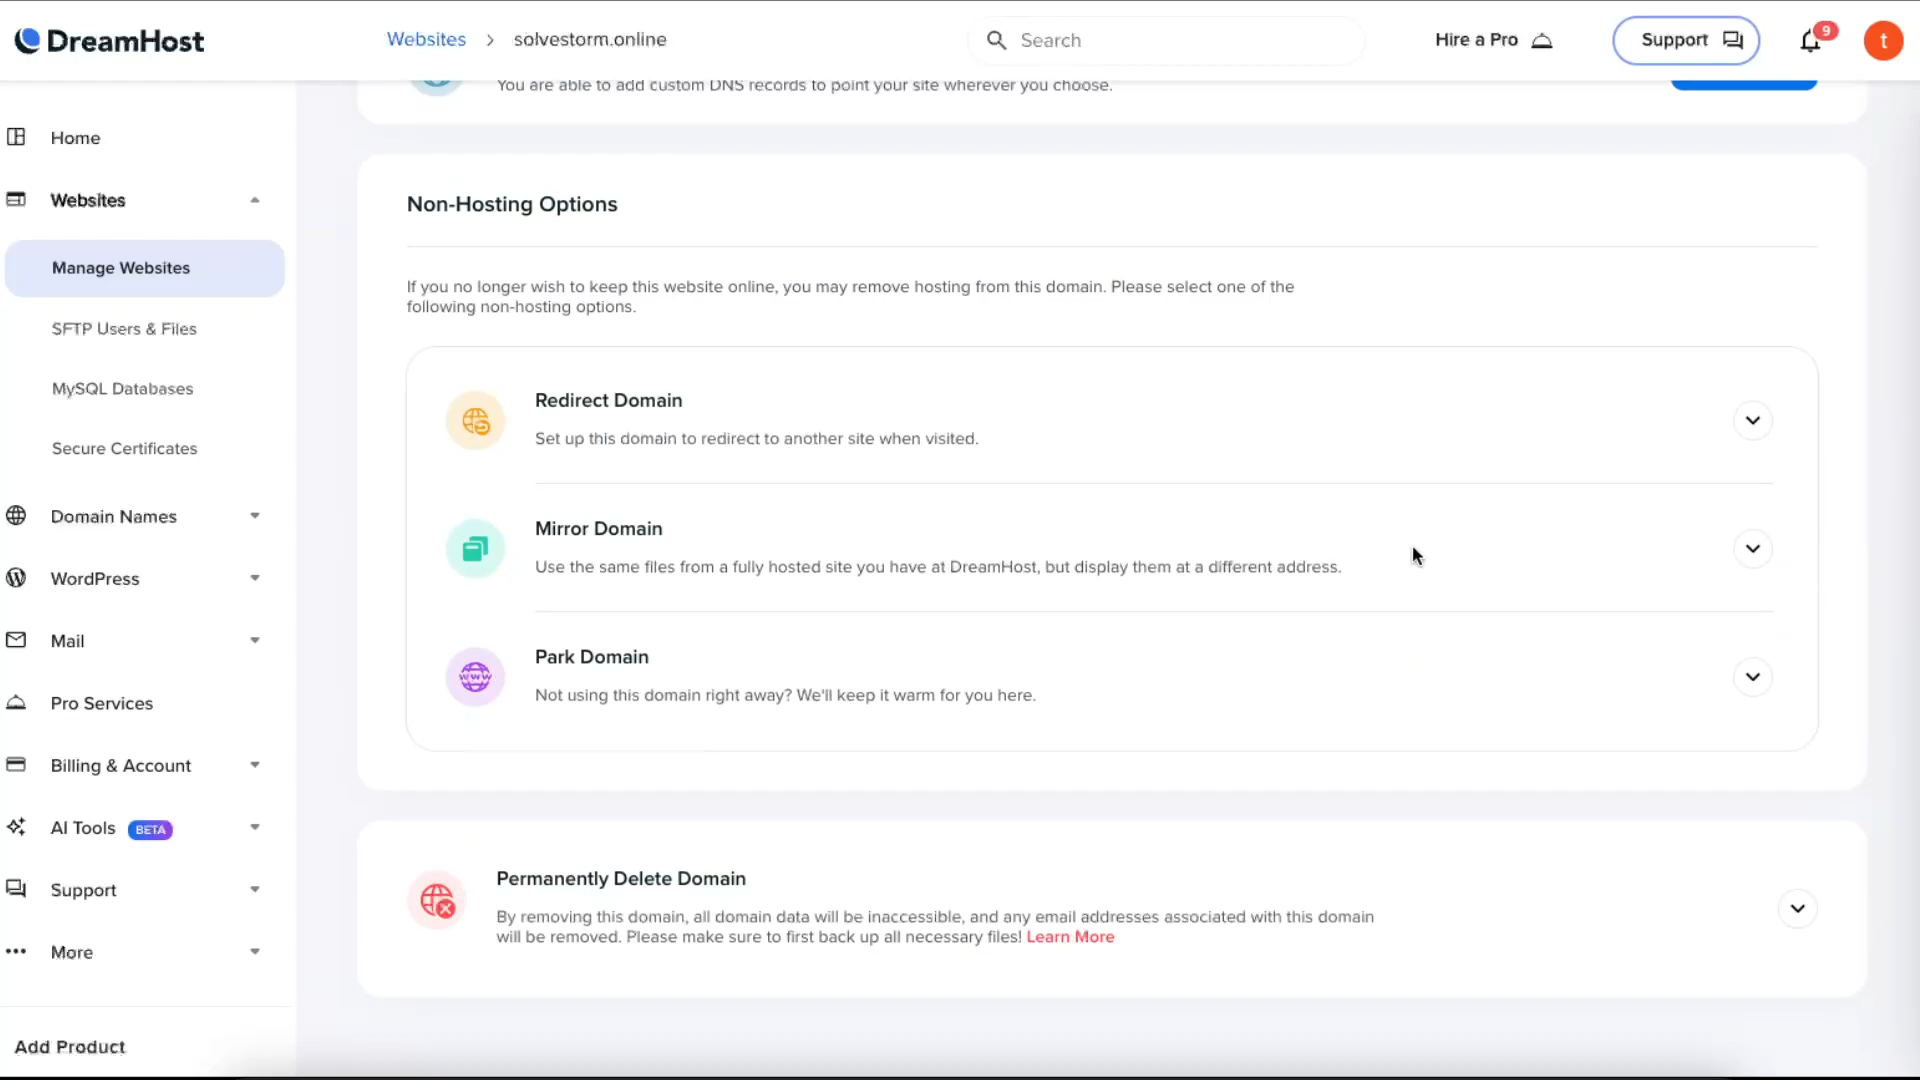 DreamHost
Websites > solvestorm.online
Search
Hire a Pro
Support
9
t
You are able to add custom DNS records to point your site wherever you choose.
Home
Websites
Manage Websites
SFTP Users & Files
MySQL Databases
Secure Certificates
Domain Names
WordPress
Mail
Pro Services
Billing & Account
AI Tools BETA
Support
More
Add Product
Non-Hosting Options
If you no longer wish to keep this website online, you may remove hosting from this domain. Please select one of the
following non-hosting options.
Redirect Domain
Set up this domain to redirect to another site when visited.
Mirror Domain
Use the same files from a fully hosted site you have at DreamHost, but display them at a different address.
www
Park Domain
Not using this domain right away? We'll keep it warm for you here.
Permanently Delete Domain
By removing this domain, all domain data will be inaccessible, and any email addresses associated with this domain
will be removed. Please make sure to first back up all necessary files! Learn More